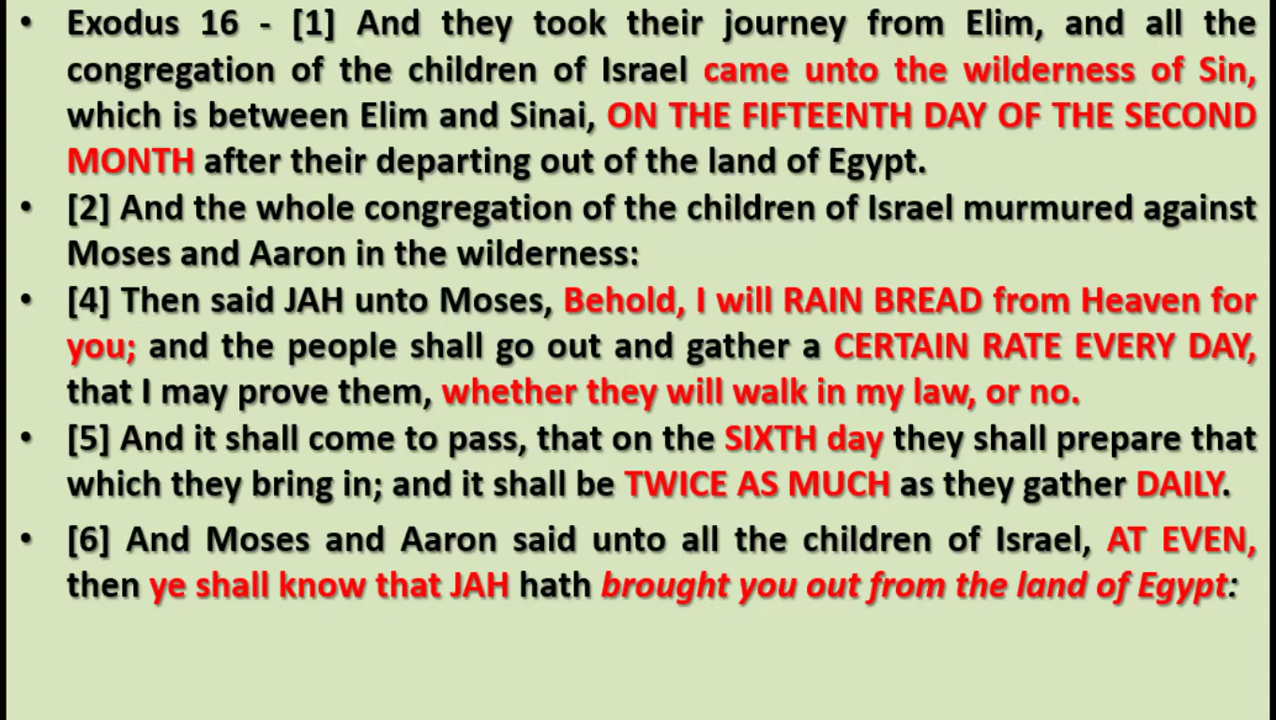 • Exodus 16 - [1] And they took their journey from Elim, and all the
congregation of the children of Israel came unto the wilderness of Sin,
which is between Elim and Sinai, ON THE FIFTEENTH DAY OF THE SECOND
MONTH after their departing out of the land of Egypt.
• [2] And the whole congregation of the children of Israel murmured against
Moses and Aaron in the wilderness:
• [4] Then said JAH unto Moses, Behold, I will RAIN BREAD from Heaven for
you; and the people shall go out and gather a CERTAIN RATE EVERY DAY,
that I may prove them, whether they will walk in my law, or no.
• [5] And it shall come to pass, that on the SIXTH day they shall prepare that
which they bring in; and it shall be TWICE AS MUCH as they gather DAILY.
• [6] And Moses and Aaron said unto all the children of Israel, AT EVEN,
then ye shall know that JAH hath brought you out from the land of Egypt: